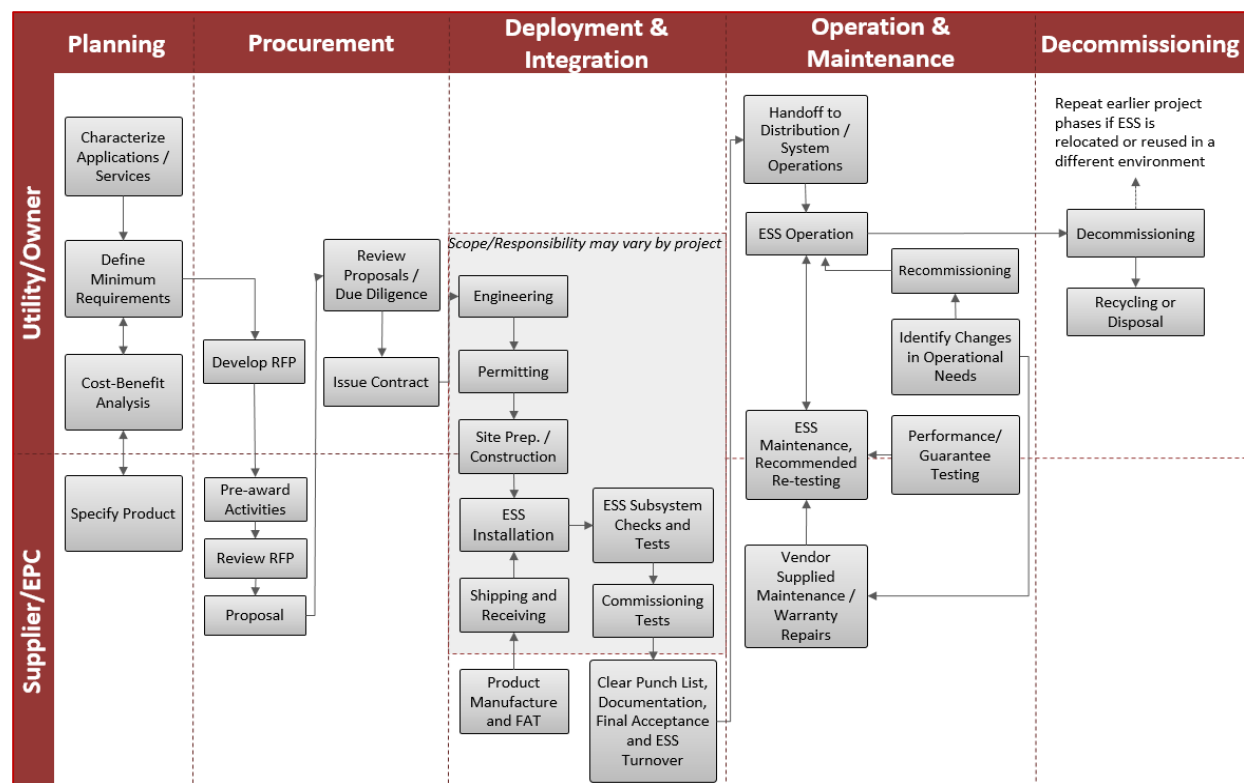 Planning
Procurement
Deployment &
Integration
Operation &
Maintenance
Decommissioning
Utility/Owner
Supplier/EPC
Characterize
Applications /
Services
Define
Minimum
Requirements
Cost-Benefit
Analysis
Specify Product
Develop RFP
Pre-award
Activities
Review RFP
Proposal
Review
Proposals /
Due Diligence
Issue Contract
Scope/Responsibility may vary by project
Engineering
Permitting
Site Prep. /
Construction
ESS
Installation
Shipping and
Receiving
Product
Manufacture
and FAT
ESS Subsystem
Checks and
Tests
Commissioning
Tests
Clear Punch List,
Documentation,
Final Acceptance
and ESS
Turnover
Handoff to
Distribution /
System
Operations
ESS Operation
Recommissioning
Identify Changes
in Operational
Needs
ESS
Maintenance,
Recommended
Re-testing
Performance/
Guarantee
Testing
Vendor
Supplied
Maintenance /
Warranty
Repairs
Repeat earlier project
phases if ESS is
relocated or reused in a
different environment
Decommissioning
Recycling or
Disposal